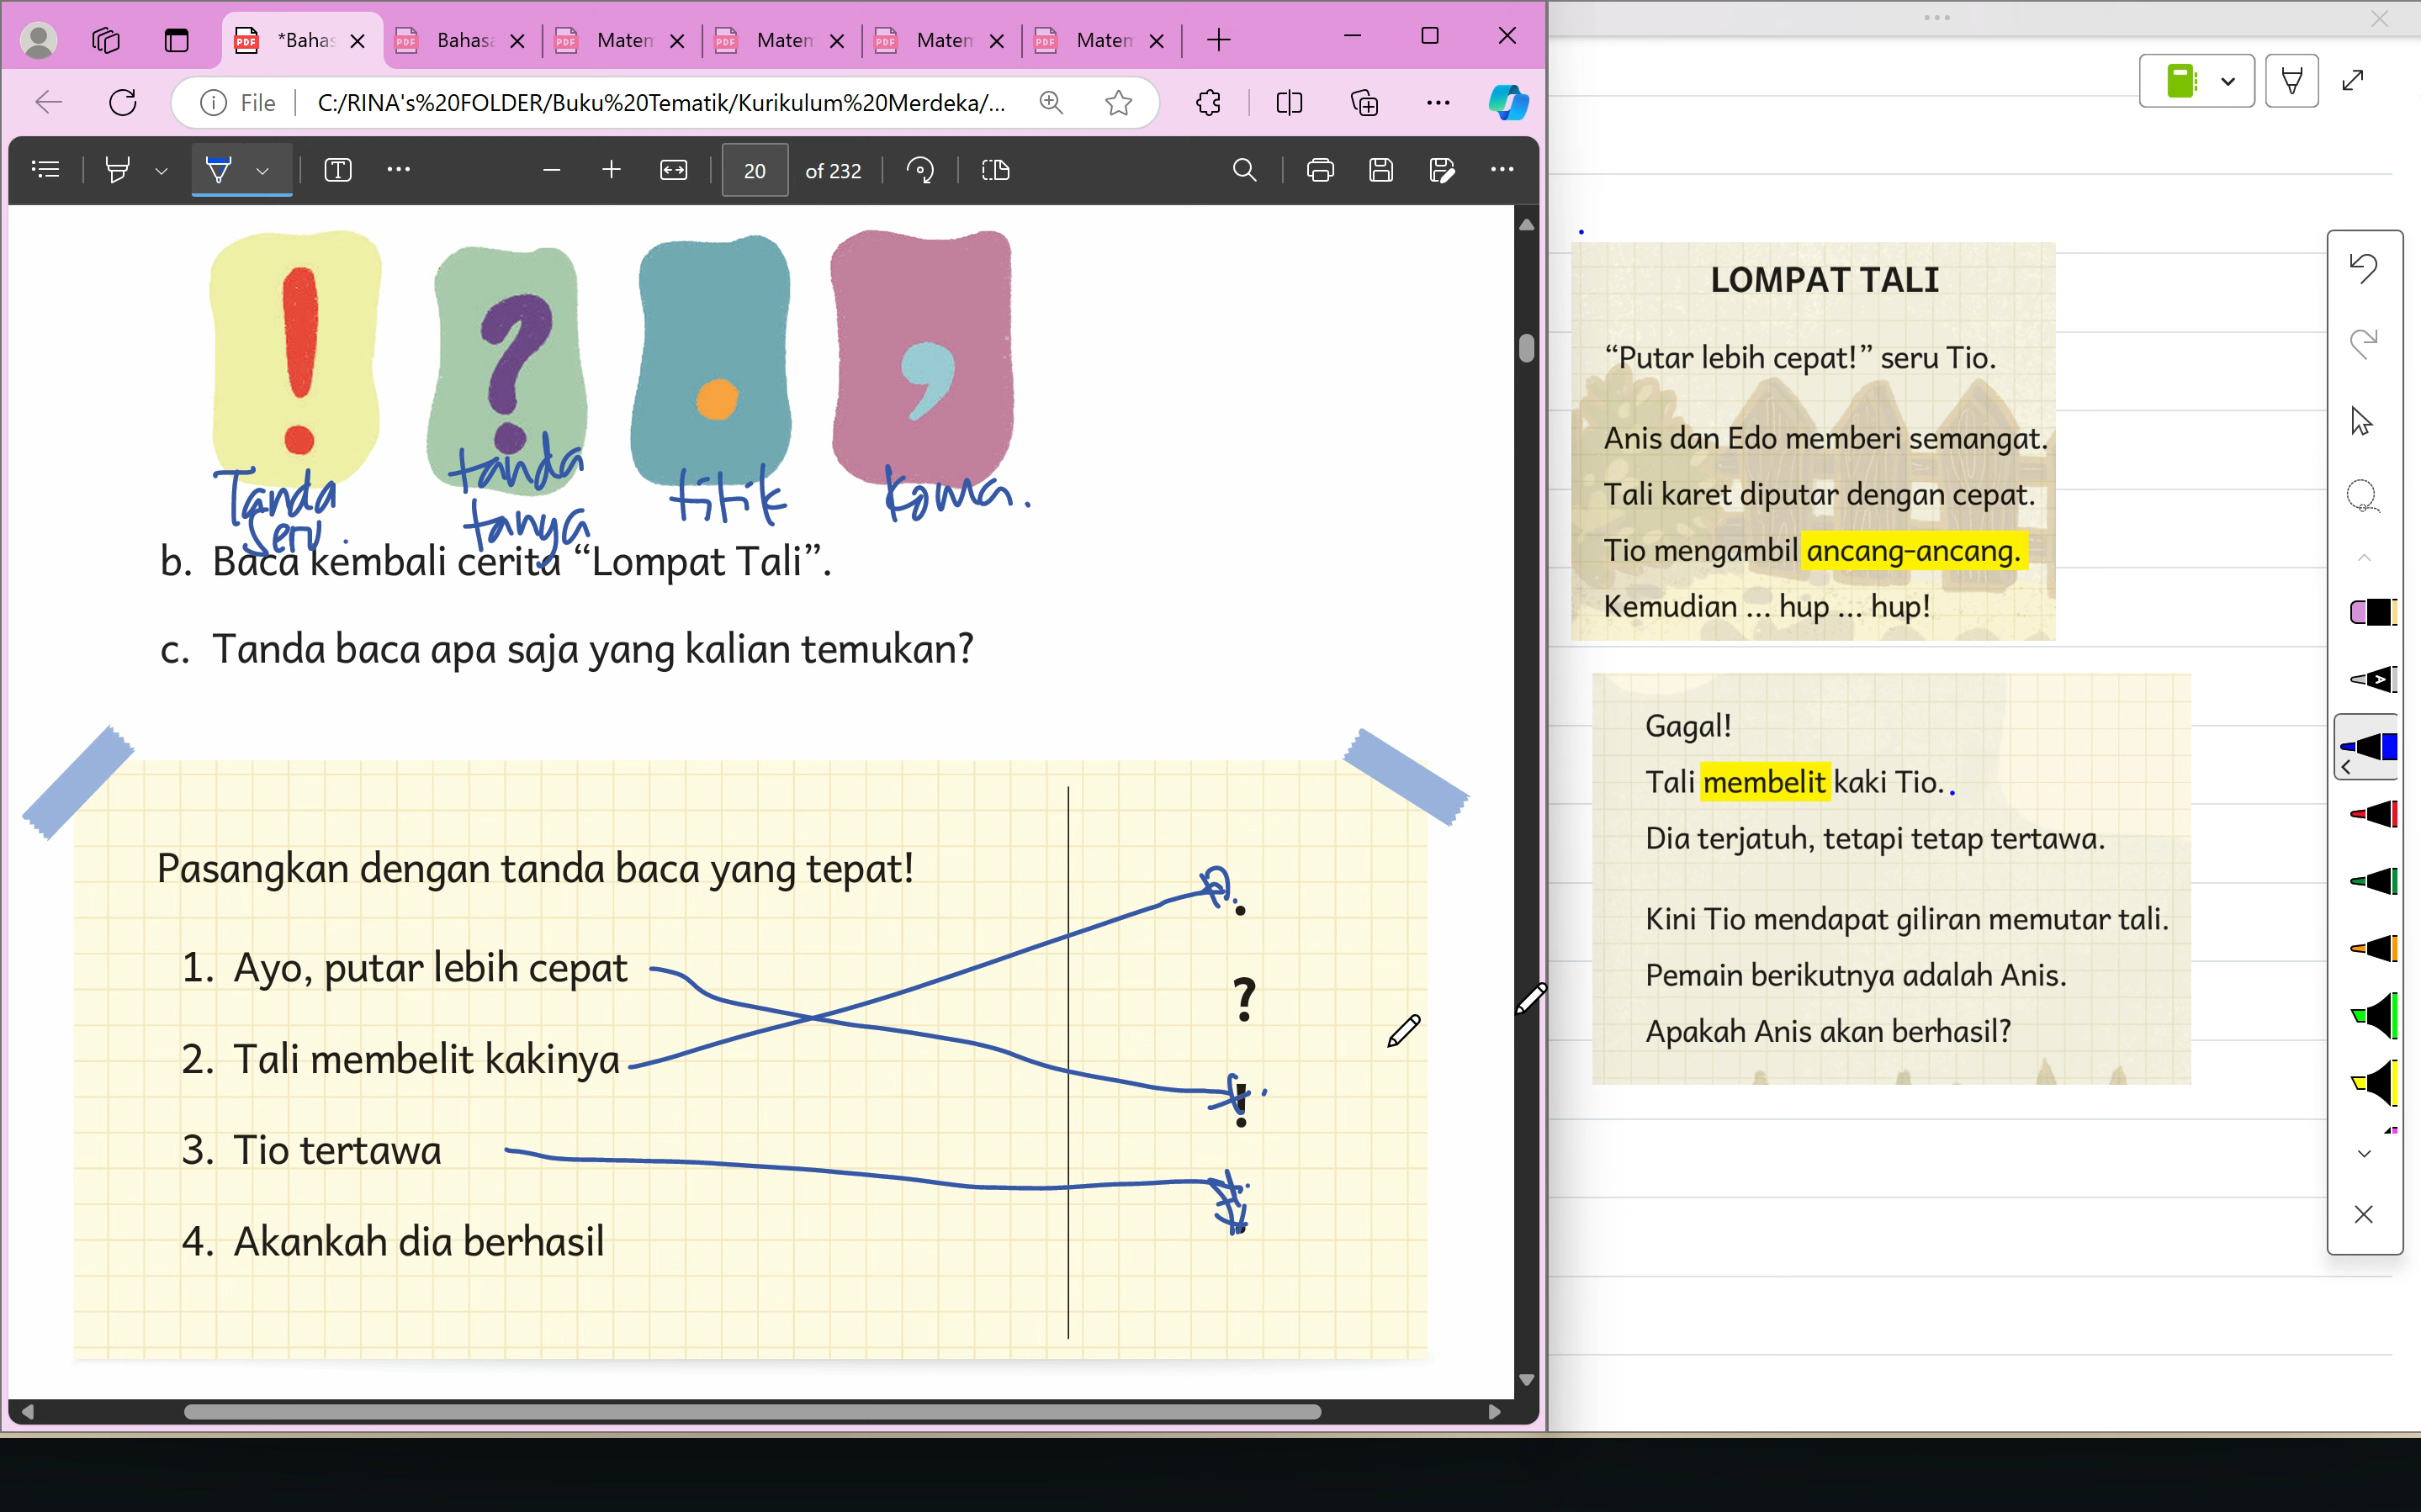 *Bahas
Bahasa
Matem
Matem
Matem
Matem
File
C:/RINA's%20FOLDER/Buku%20Tematik/Kurikulum%20Merdeka/...
20 of 232
! ? . ,
Tanda seru
tanda tanya
titik
koma.
b. Baca kembali cerita “Lompat Tali”.
c. Tanda baca apa saja yang kalian temukan?
Pasangkan dengan tanda baca yang tepat!
.
1. Ayo, putar lebih cepat
?
2. Tali membelit kakinya
!
3. Tio tertawa
4. Akankah dia berhasil
LOMPAT TALI
“Putar lebih cepat!” seru Tio.
Anis dan Edo memberi semangat.
Tali karet diputar dengan cepat.
Tio mengambil ancang-ancang.
Kemudian ... hup ... hup!
Gagal!
Tali membelit kaki Tio.
Dia terjatuh, tetapi tetap tertawa.
Kini Tio mendapat giliran memutar tali.
Pemain berikutnya adalah Anis.
Apakah Anis akan berhasil?